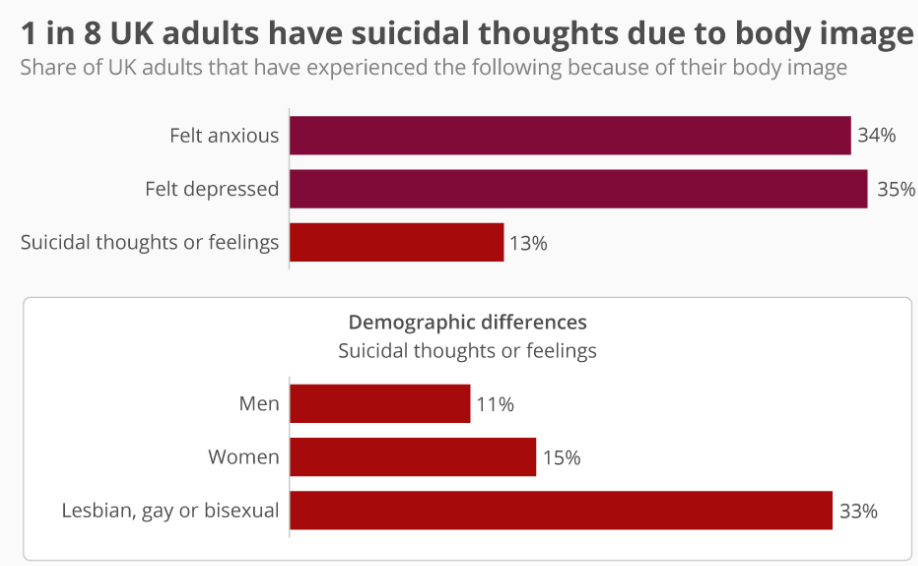 1 in 8 UK adults have suicidal thoughts due to body image
Share of UK adults that have experienced the following because of their body image
Felt anxious 34%
Felt depressed 35%
Suicidal thoughts or feelings 13%
Demographic differences
Suicidal thoughts or feelings
Men 11%
Women 15%
Lesbian, gay or bisexual 33%